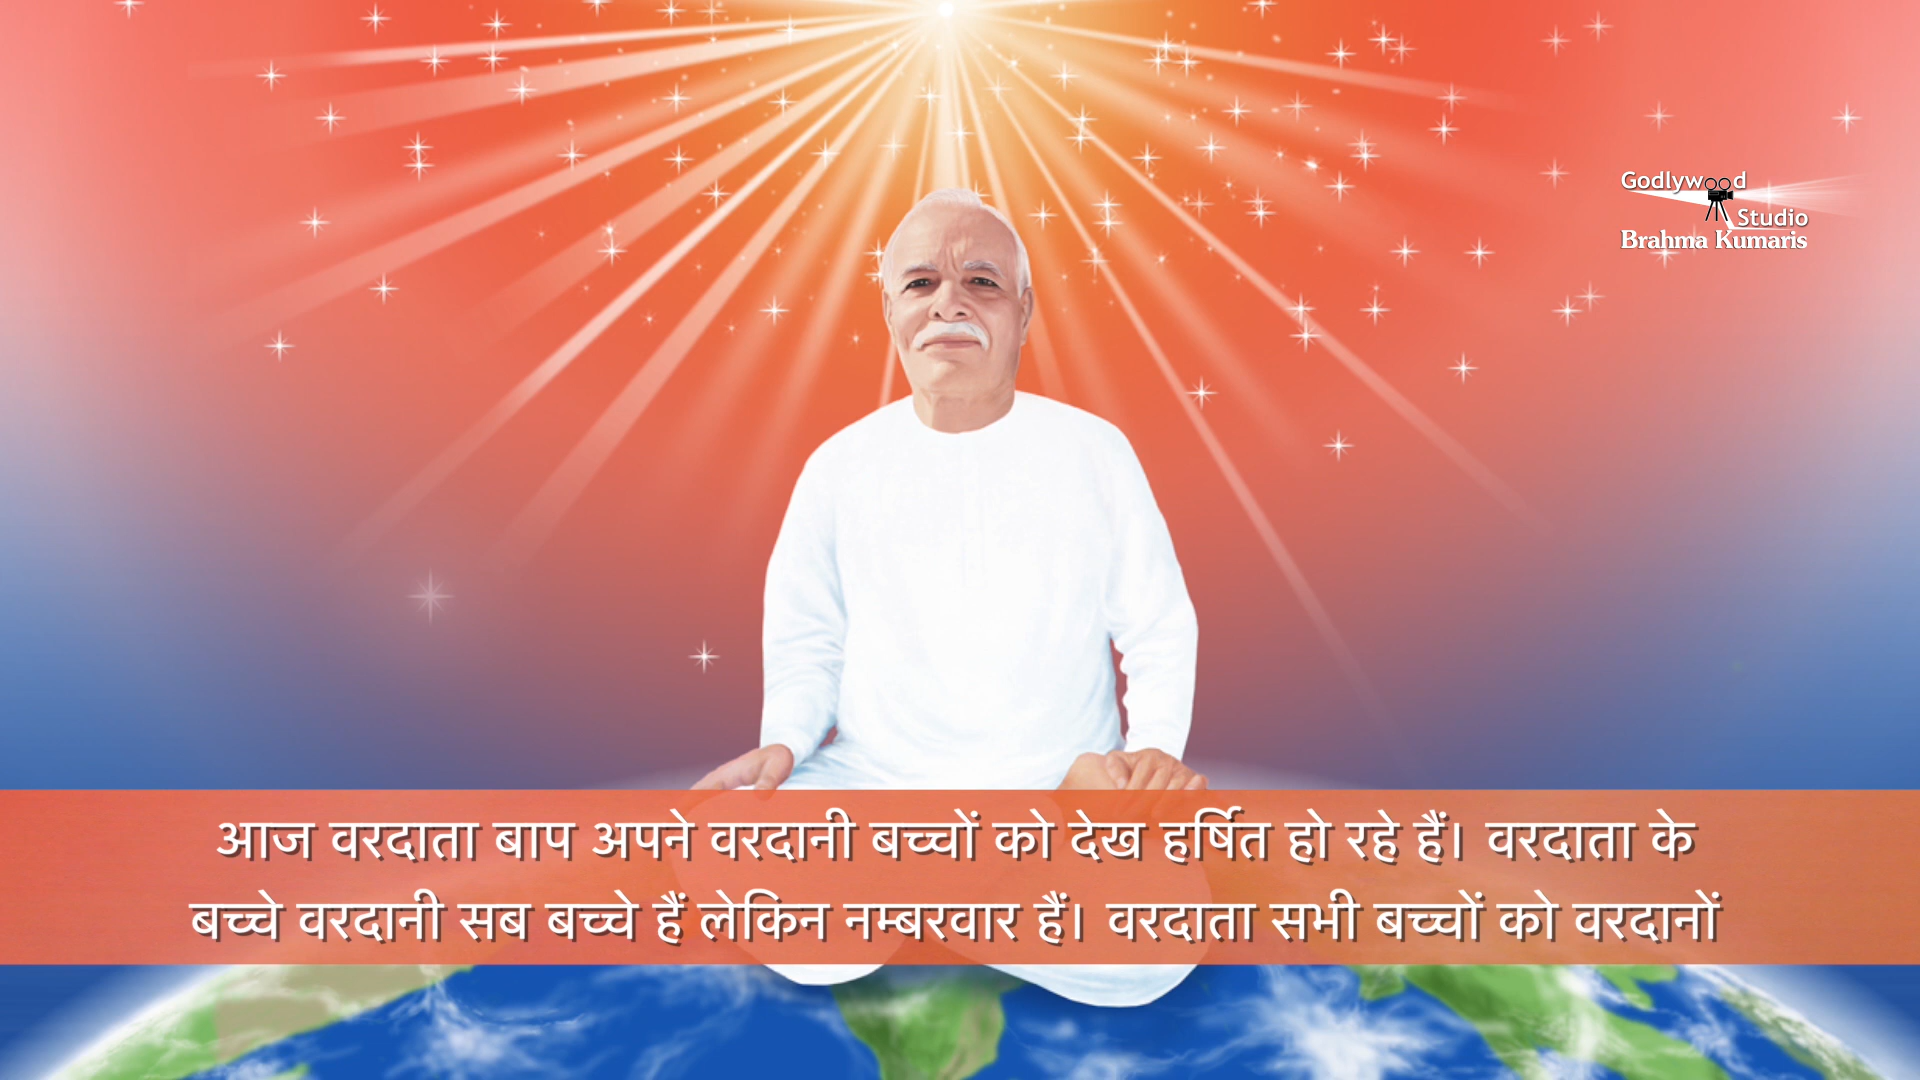 Godlywood
Studio
Brahma Kumaris
आज वरदाता बाप अपने वरदानी बच्चों को देख हर्षित हो रहे हैं। वरदाता के
बच्चे वरदानी सब बच्चे हैं लेकिन नम्बरवार हैं। वरदाता सभी बच्चों को वरदानों